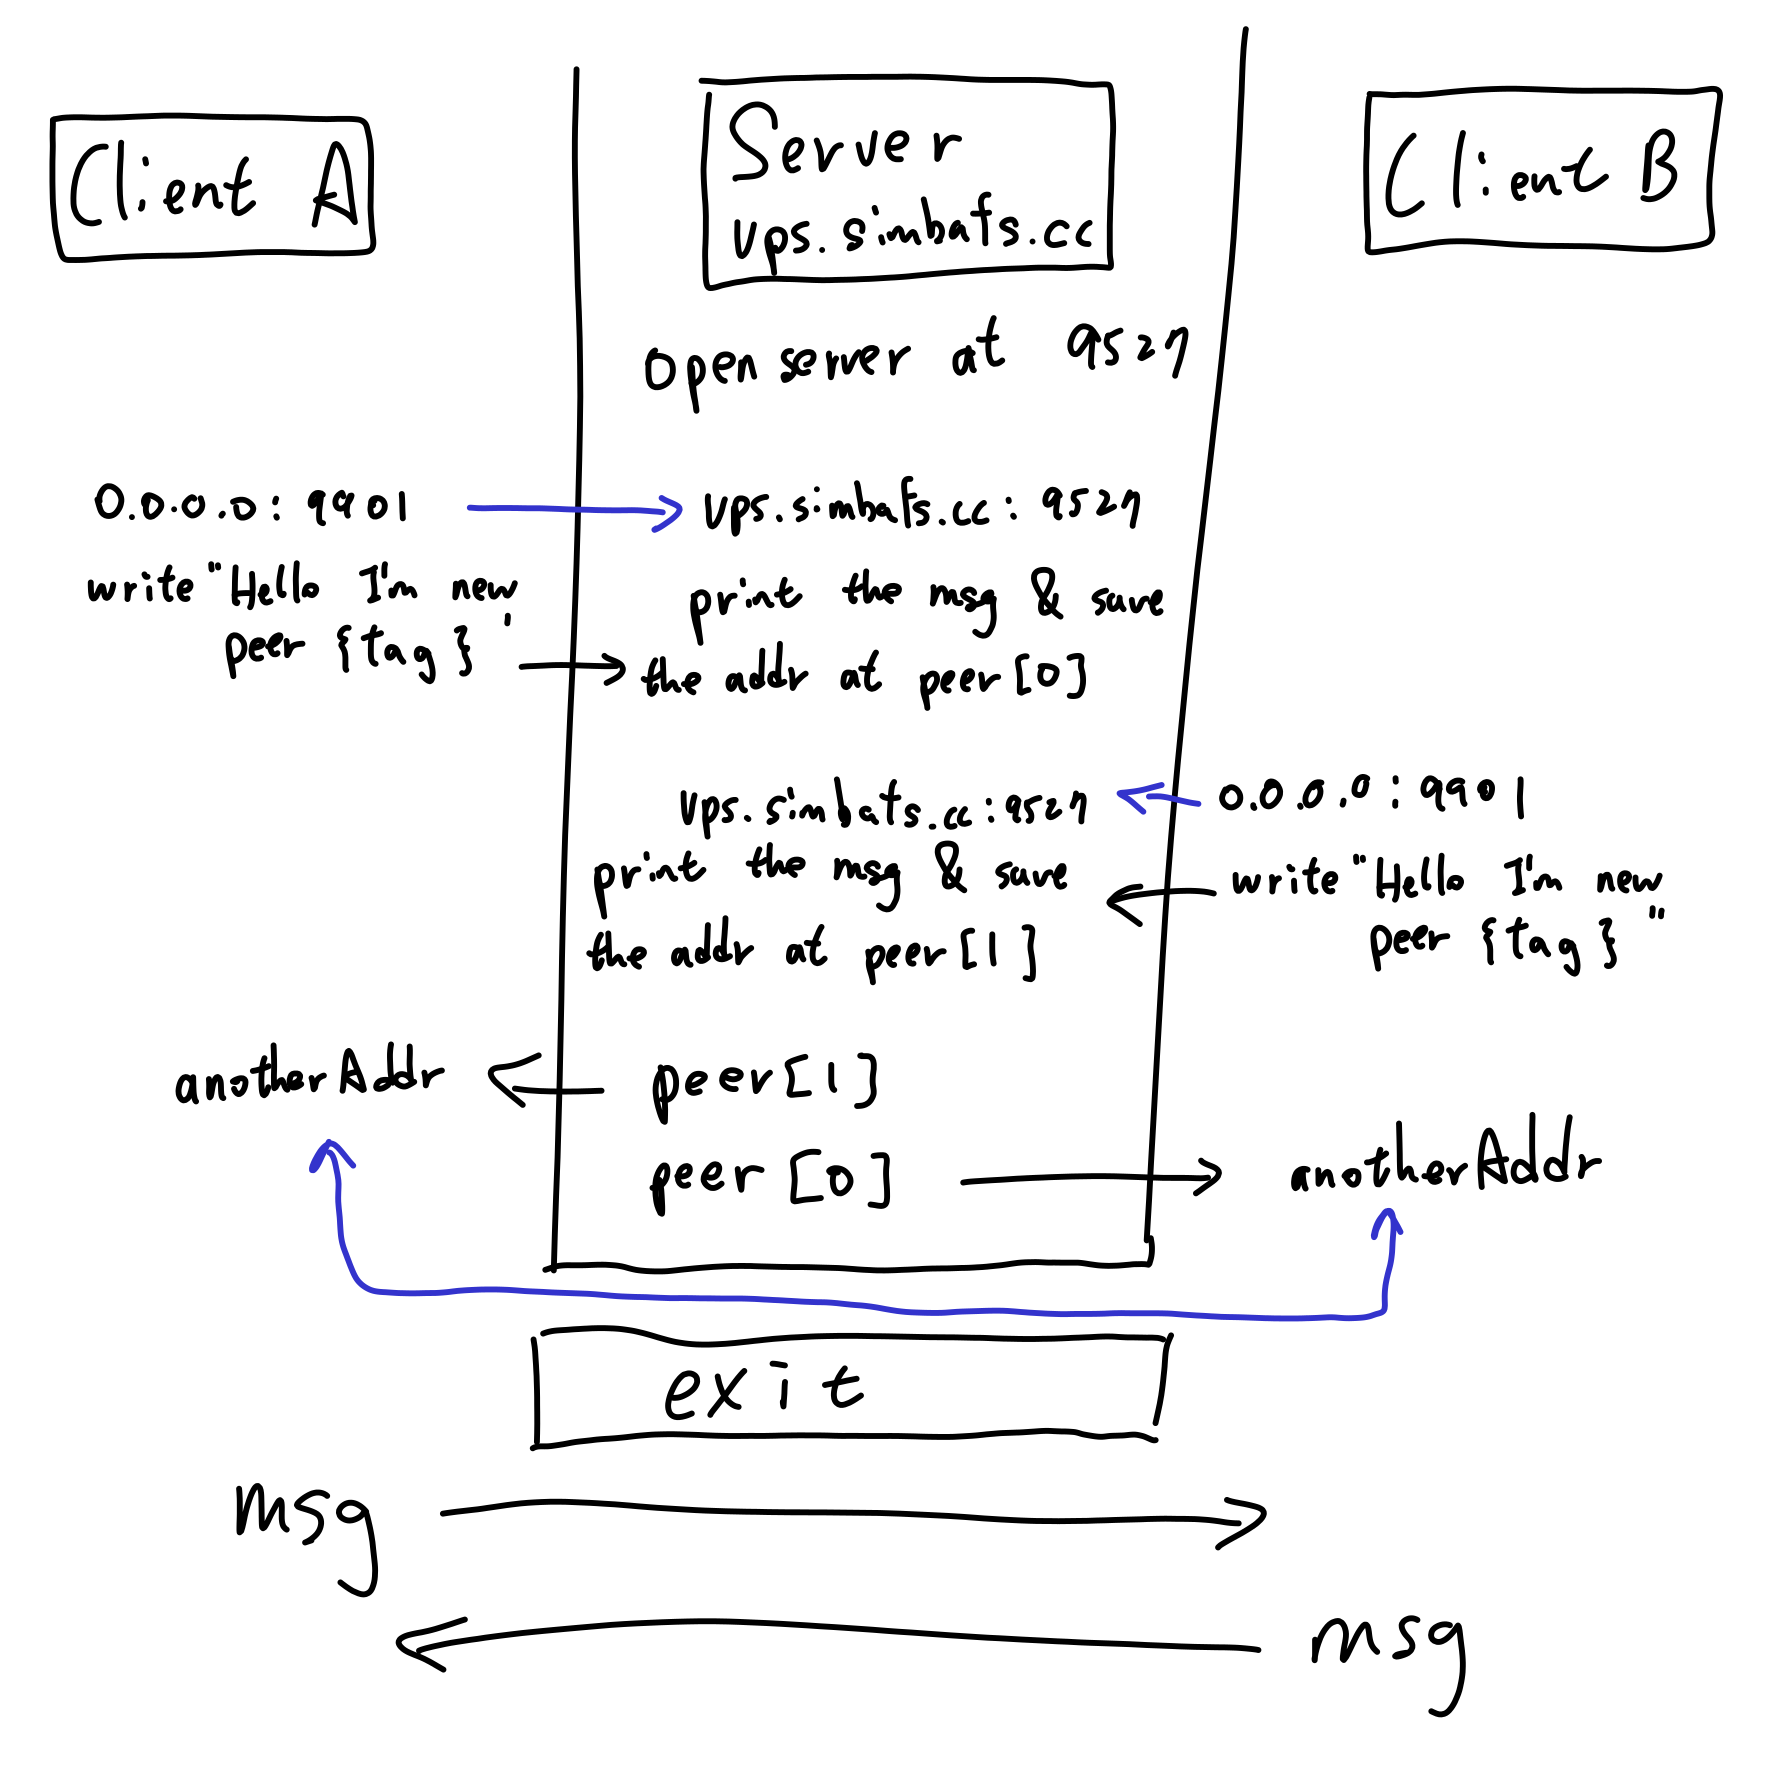 Client A
Server
vps.simbafs.cc
Client B
open server at 9527
0.0.0.0:9901
vps.simbafs.cc:9527
write "Hello I'm new
peer {tag}"
print the msg & save
the addr at peer[0]
vps.simbafs.cc:9527
0.0.0.0:9901
print the msg & save
the addr at peer[1]
write "Hello I'm new
peer {tag}"
anotherAddr
peer[1]
peer[0]
anotherAddr
exit
msg
msg